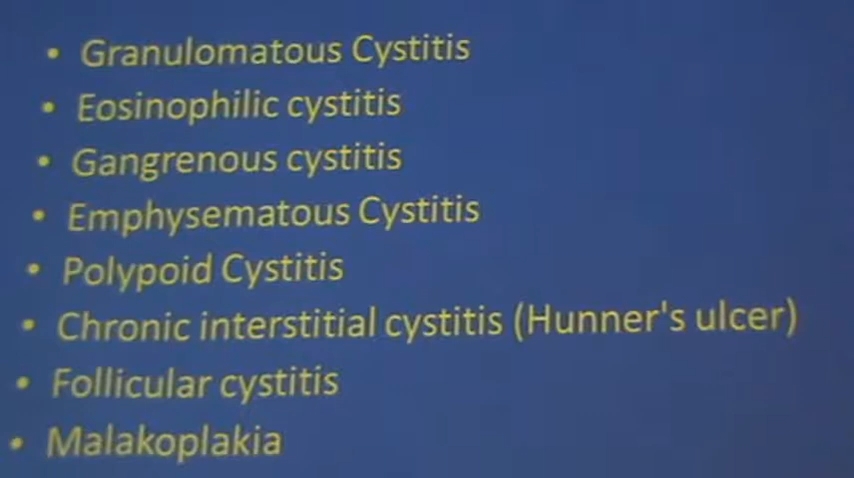 • Granulomatous Cystitis
• Eosinophilic cystitis
• Gangrenous cystitis
• Emphysematous Cystitis
• Polypoid Cystitis
• Chronic interstitial cystitis (Hunner's ulcer)
• Follicular cystitis
• Malakoplakia